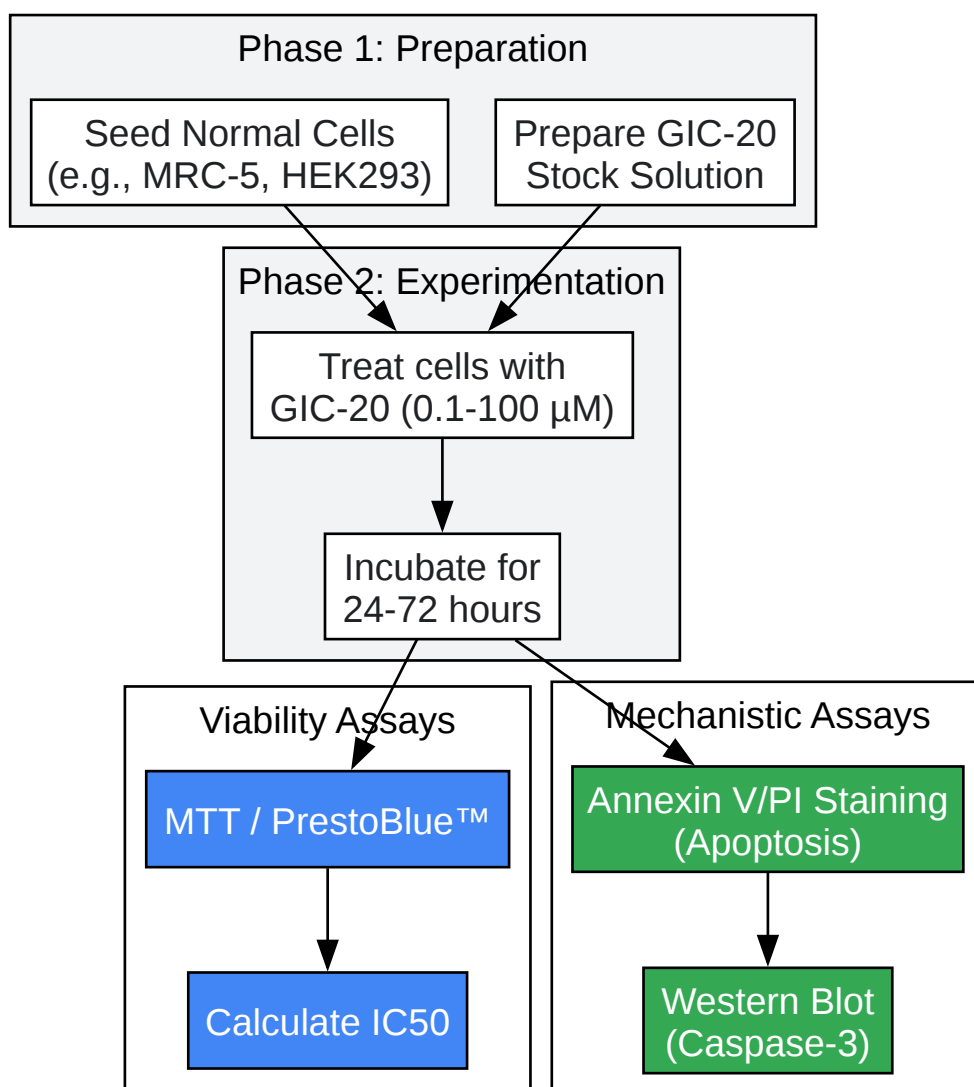 Phase 1: Preparation
Seed Normal Cells
(e.g., MRC-5, HEK293)
Prepare GIC-20
Stock Solution
Phase 2: Experimentation
Treat cells with
GIC-20 (0.1-100 µM)
Incubate for
24-72 hours
Viability Assays
MTT / PrestoBlue™
Calculate IC50
Mechanistic Assays
Annexin V/PI Staining
(Apoptosis)
Western Blot
(Caspase-3)